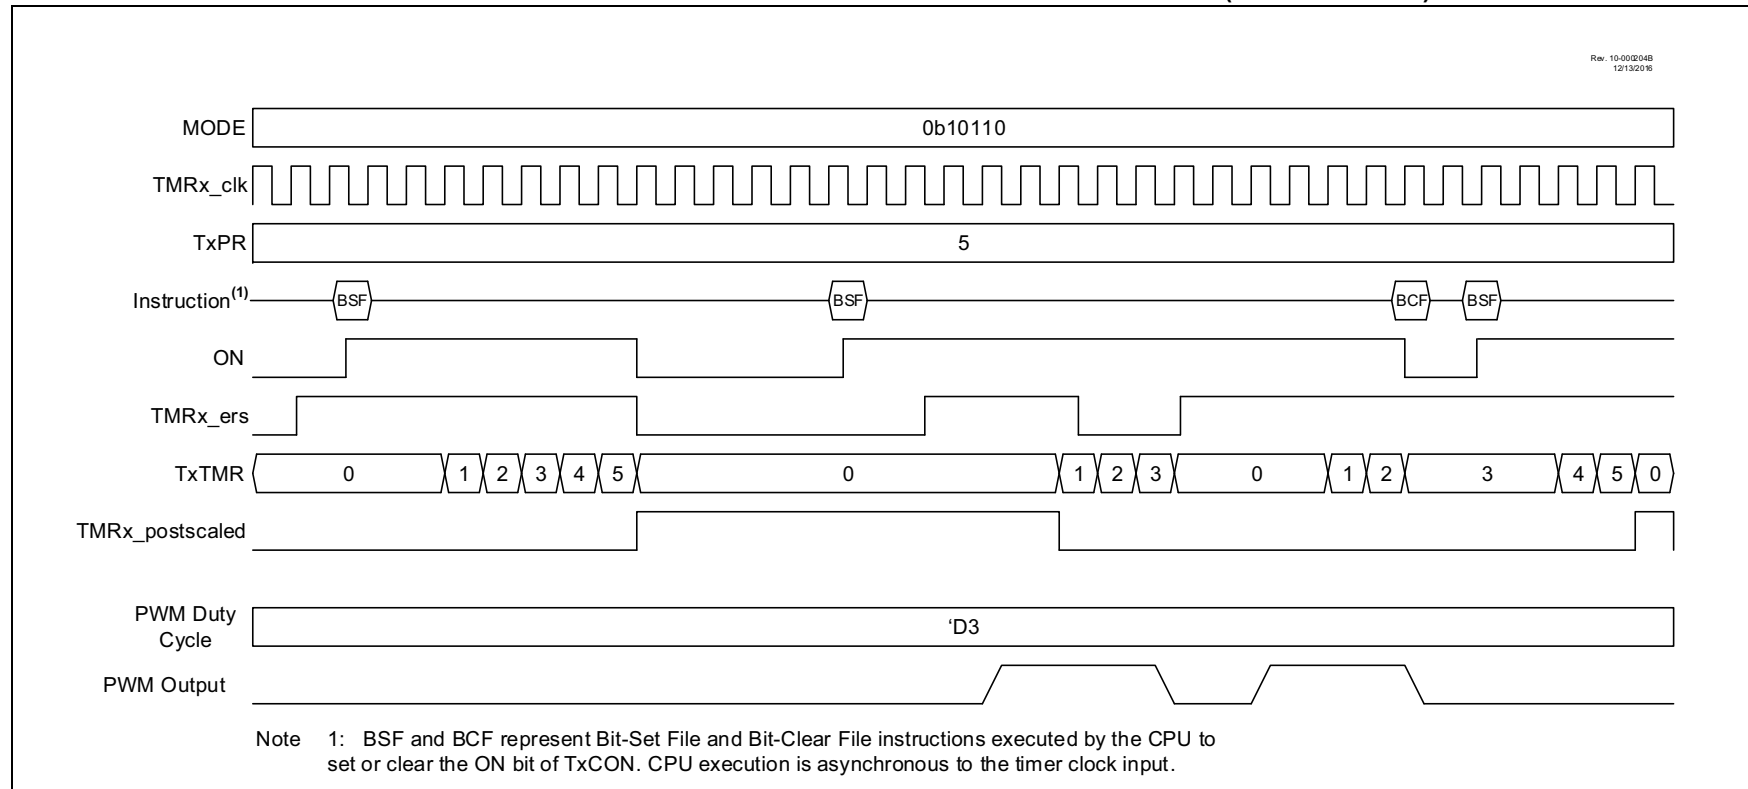 Rev. 10-000204B
12/13/2016
MODE 0b10110
TMRx_clk
TxPR 5
Instruction(1) BSF BSF BCF BSF
ON
TMRx_ers
TxTMR 0 1 2 3 4 5 0 1 2 3 0 1 2 3 4 5 0
TMRx_postscaled
PWM Duty
Cycle
‘D3
PWM Output
Note 1: BSF and BCF represent Bit-Set File and Bit-Clear File instructions executed by the CPU to
set or clear the ON bit of TxCON. CPU execution is asynchronous to the timer clock input.